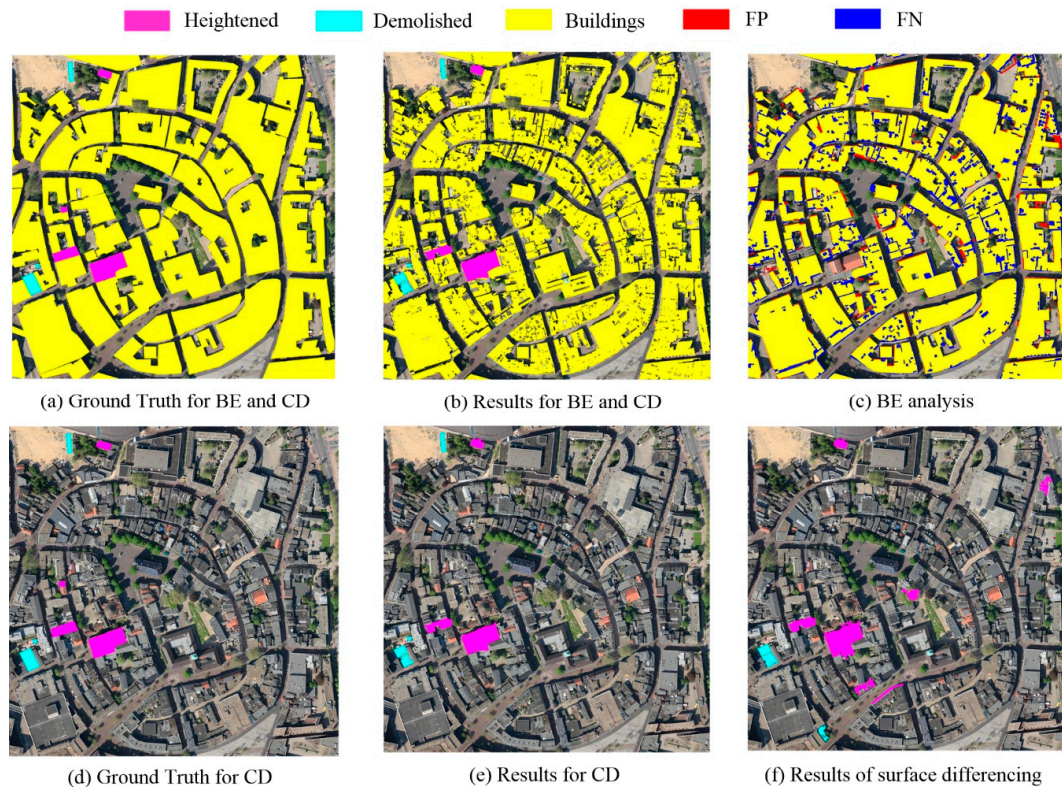 Heightened Demolished Buildings FP FN
(a) Ground Truth for BE and CD (b) Results for BE and CD (c) BE analysis
(d) Ground Truth for CD (e) Results for CD (f) Results of surface differencing